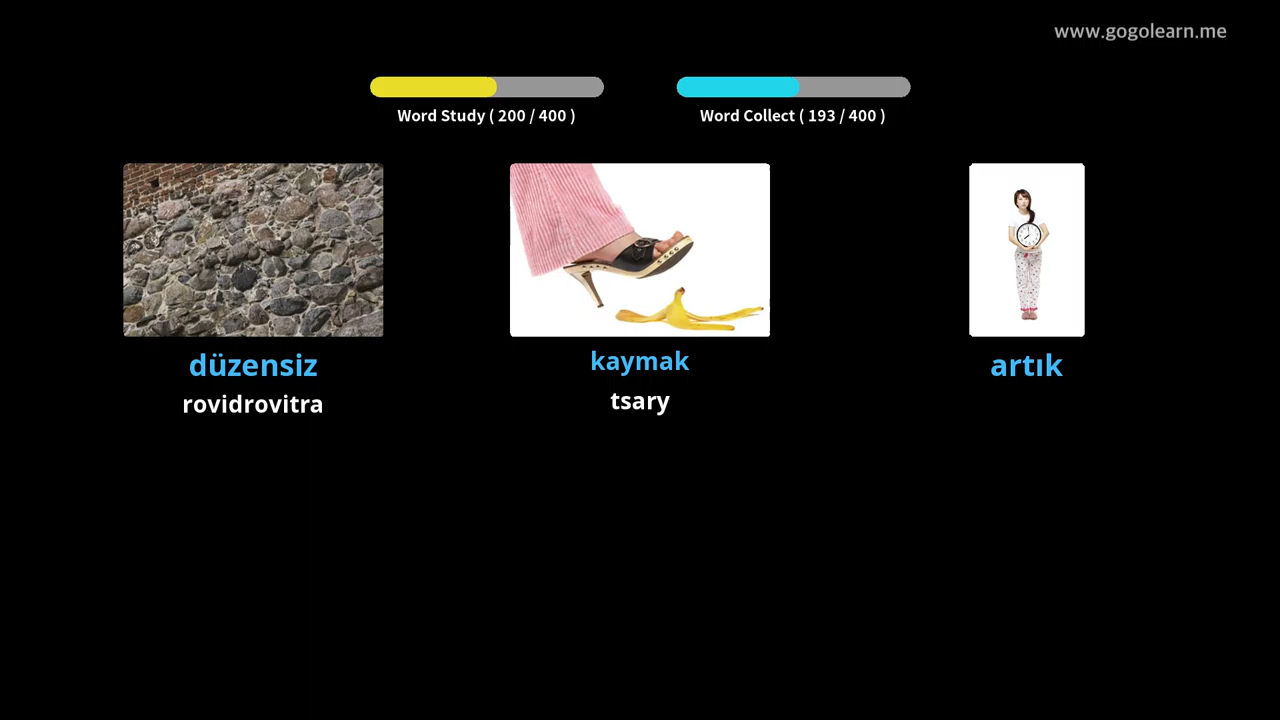 www.gogolearn.me
Word Study ( 200 / 400 )
Word Collect ( 193 / 400 )
düzensiz
rovidrovitra
kaymak
tsary
artık